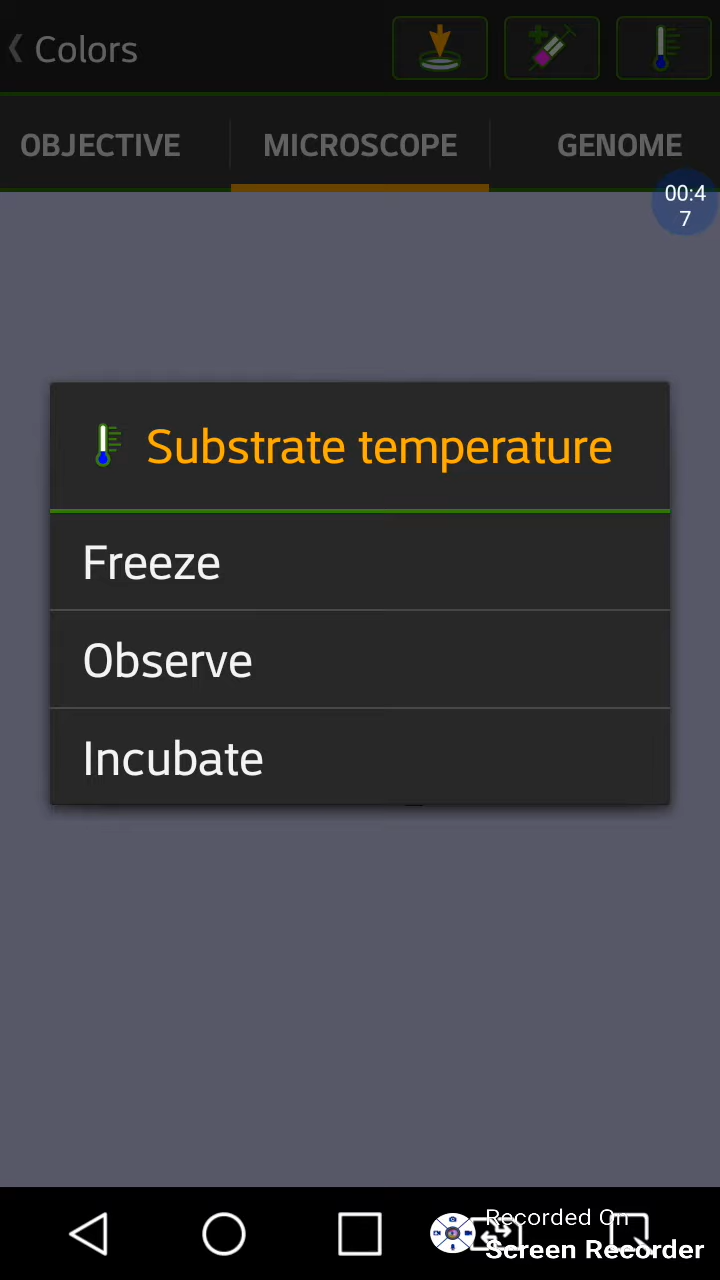 Colors
OBJECTIVE MICROSCOPE GENOME
00:4
7
Substrate temperature
Freeze
Observe
Incubate
Recorded On
Screen Recorder